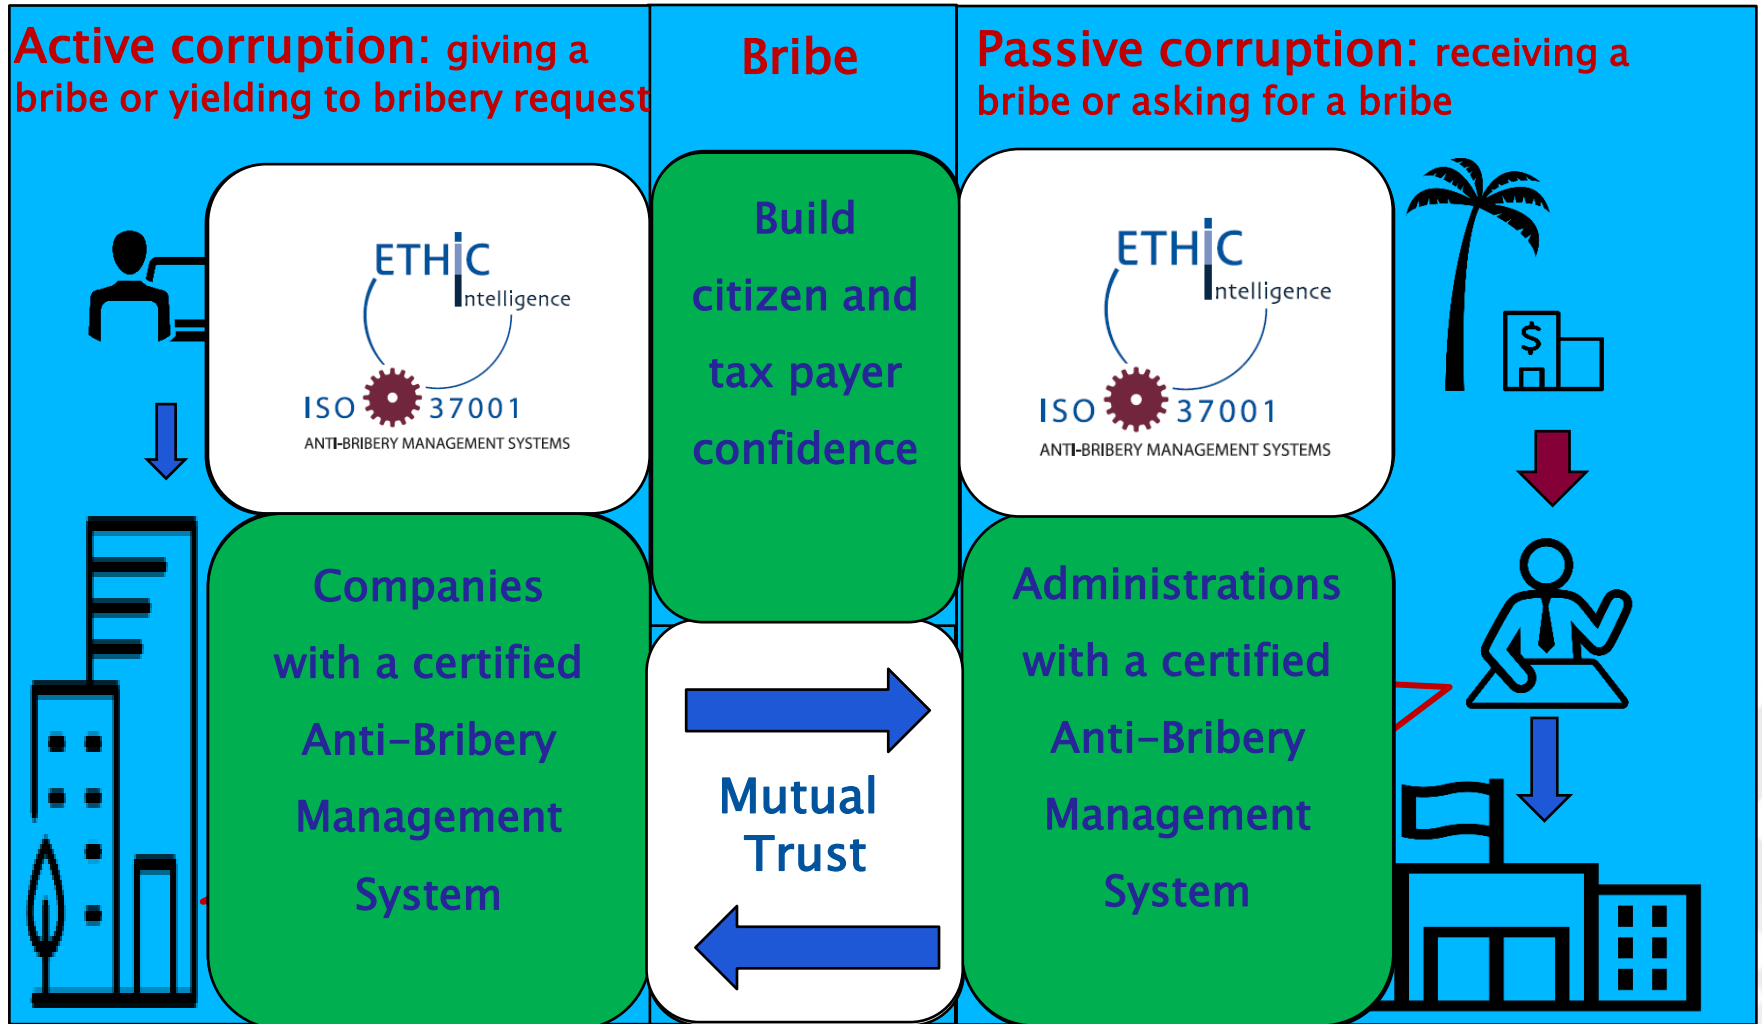 Active corruption: giving a
bribe or yielding to bribery request
Bribe
Passive corruption: receiving a
bribe or asking for a bribe
ETHiC
Intelligence
ISO 37001
ANTI-BRIBERY MANAGEMENT SYSTEMS
Build
citizen and
tax payer
confidence
ETHiC
Intelligence
ISO 37001
ANTI-BRIBERY MANAGEMENT SYSTEMS
$
Companies
with a certified
Anti-Bribery
Management
System
Mutual
Trust
Administrations
with a certified
Anti-Bribery
Management
System